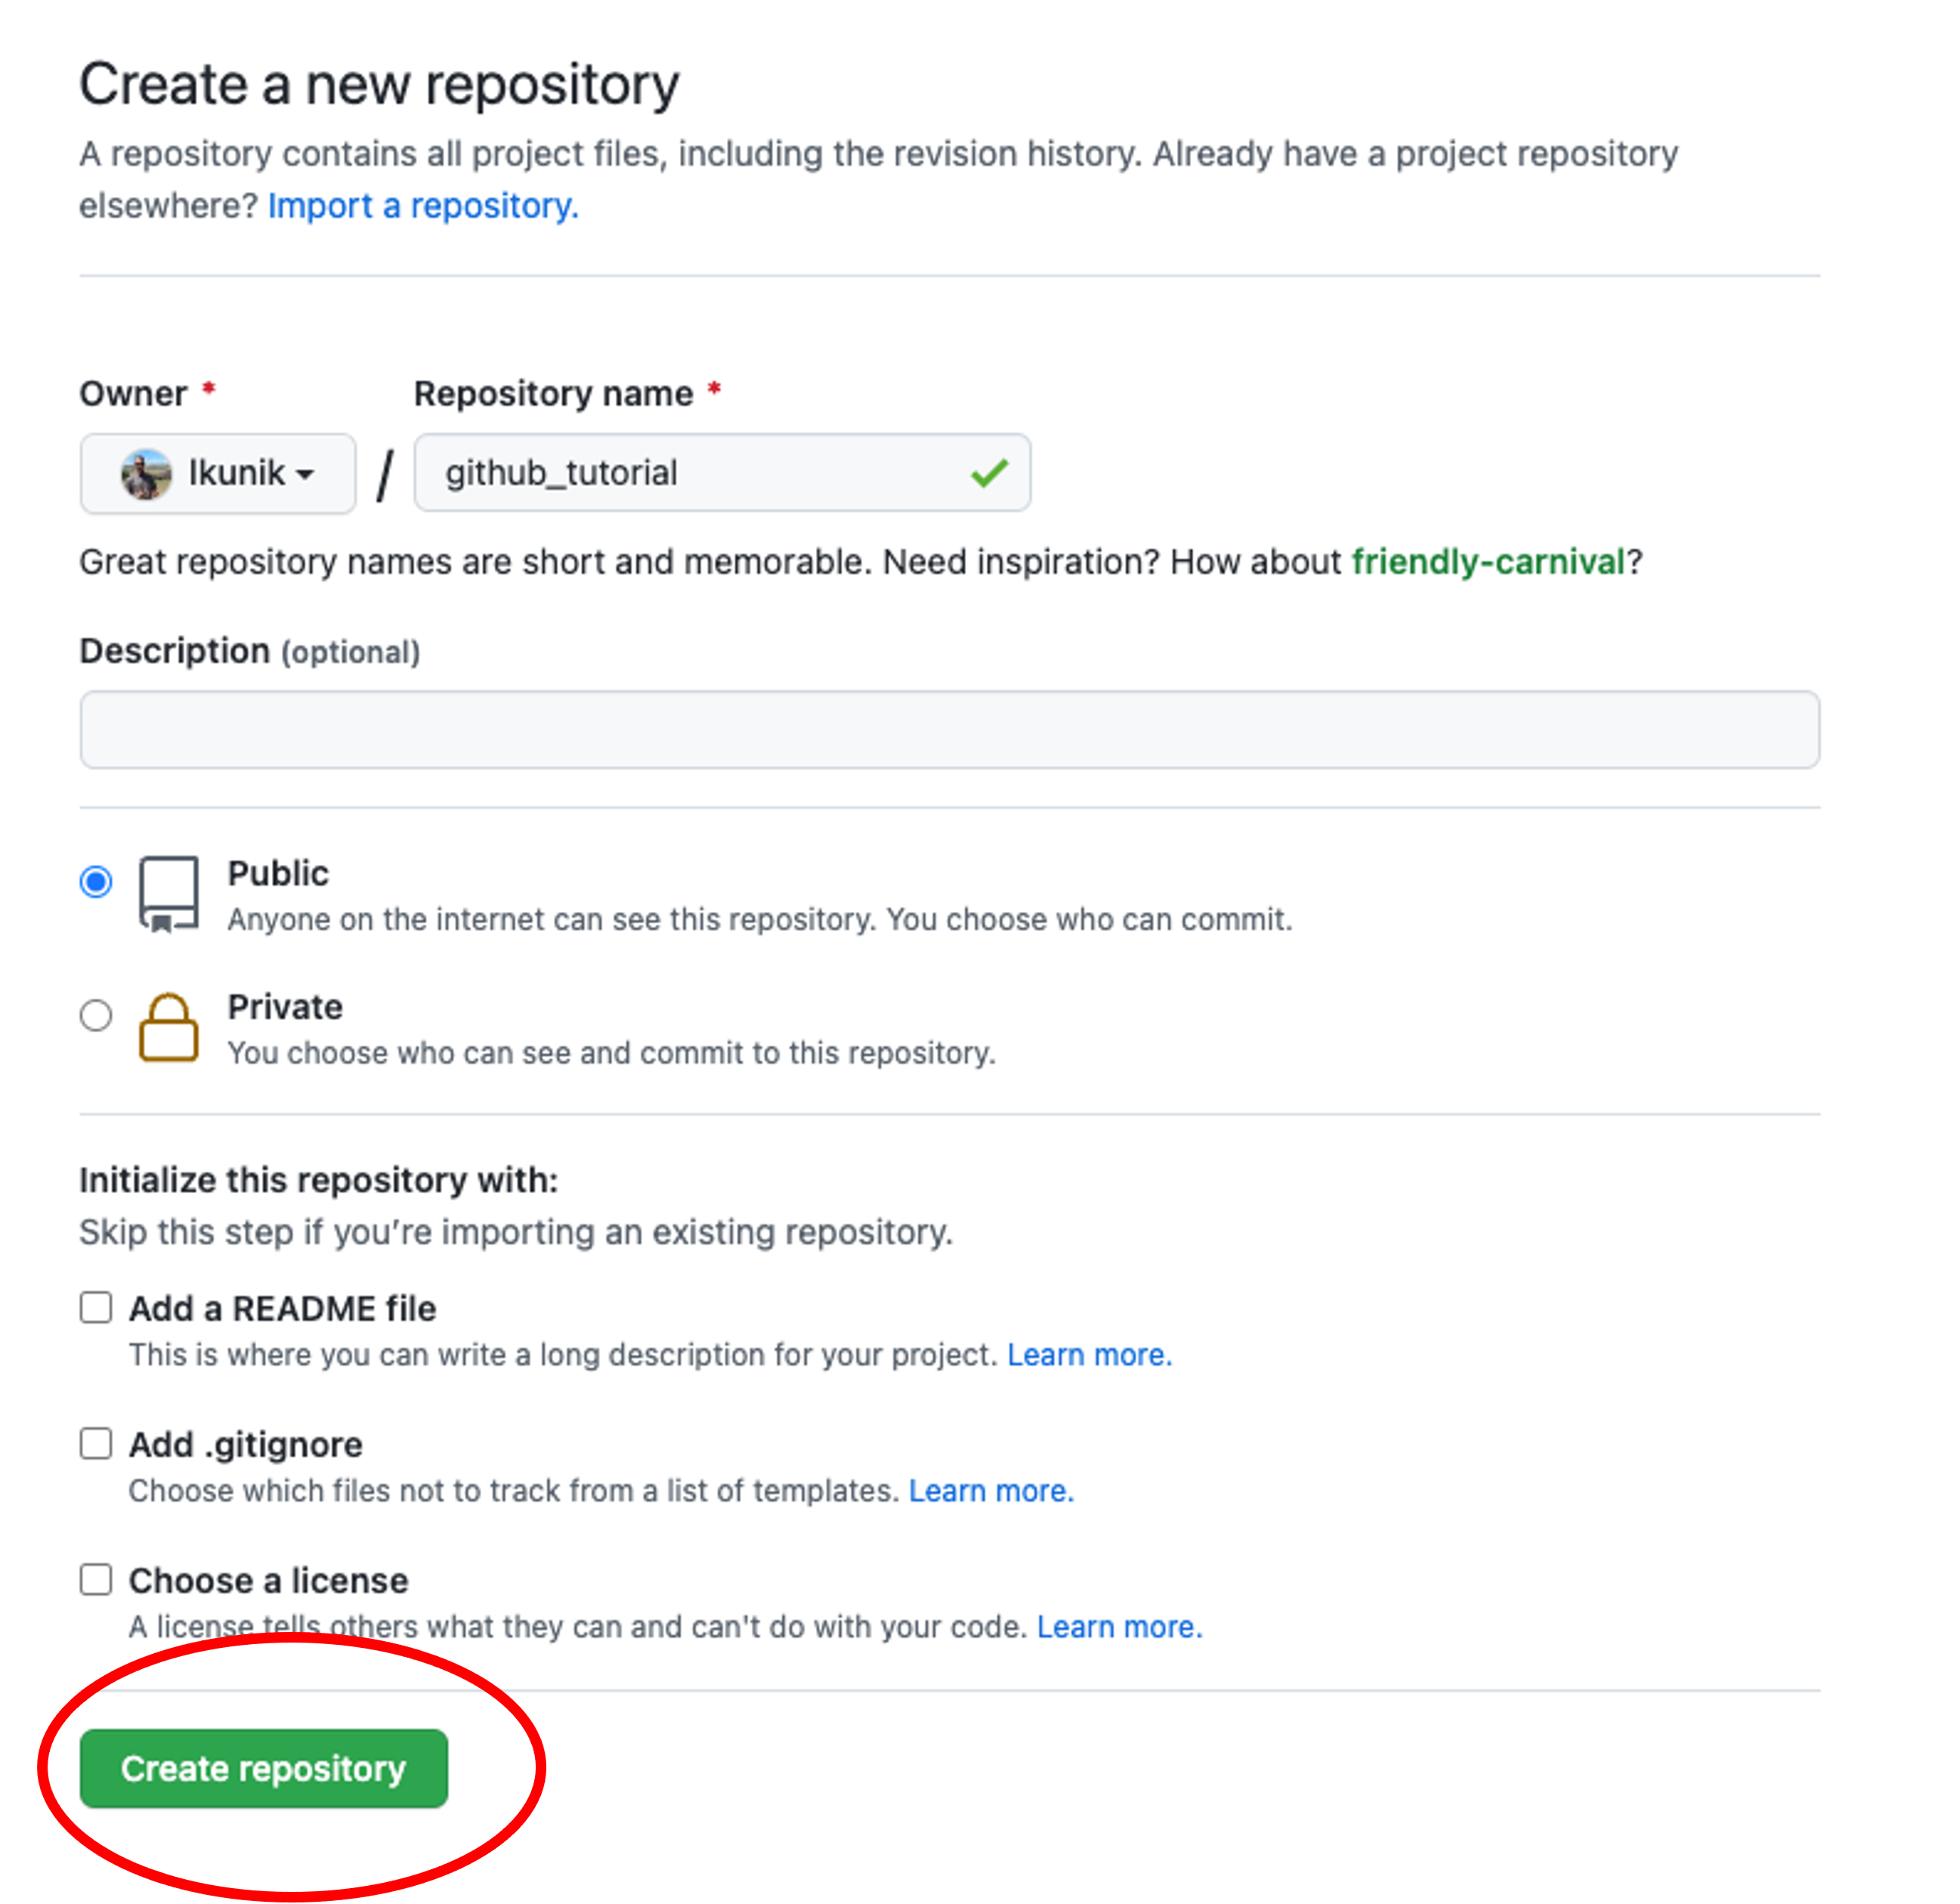 Create a new repository
A repository contains all project files, including the revision history. Already have a project repository
elsewhere? Import a repository.
Owner * Repository name *
lkunik / github_tutorial
Great repository names are short and memorable. Need inspiration? How about friendly-carnival?
Description (optional)
Public
Anyone on the internet can see this repository. You choose who can commit.
Private
You choose who can see and commit to this repository.
Initialize this repository with:
Skip this step if you’re importing an existing repository.
Add a README file
This is where you can write a long description for your project. Learn more.
Add .gitignore
Choose which files not to track from a list of templates. Learn more.
Choose a license
A license tells others what they can and can't do with your code. Learn more.
Create repository